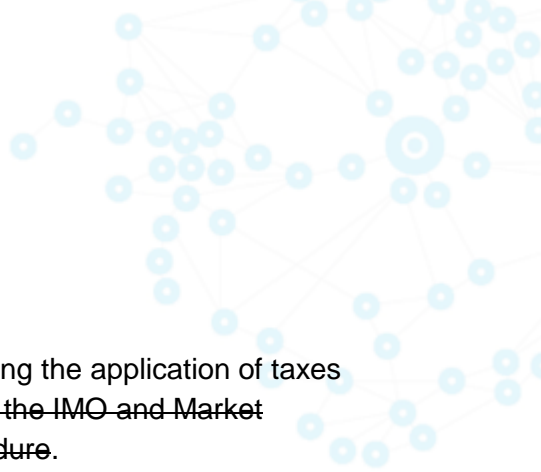 ng the application of taxes
the IMO and Market
dure.